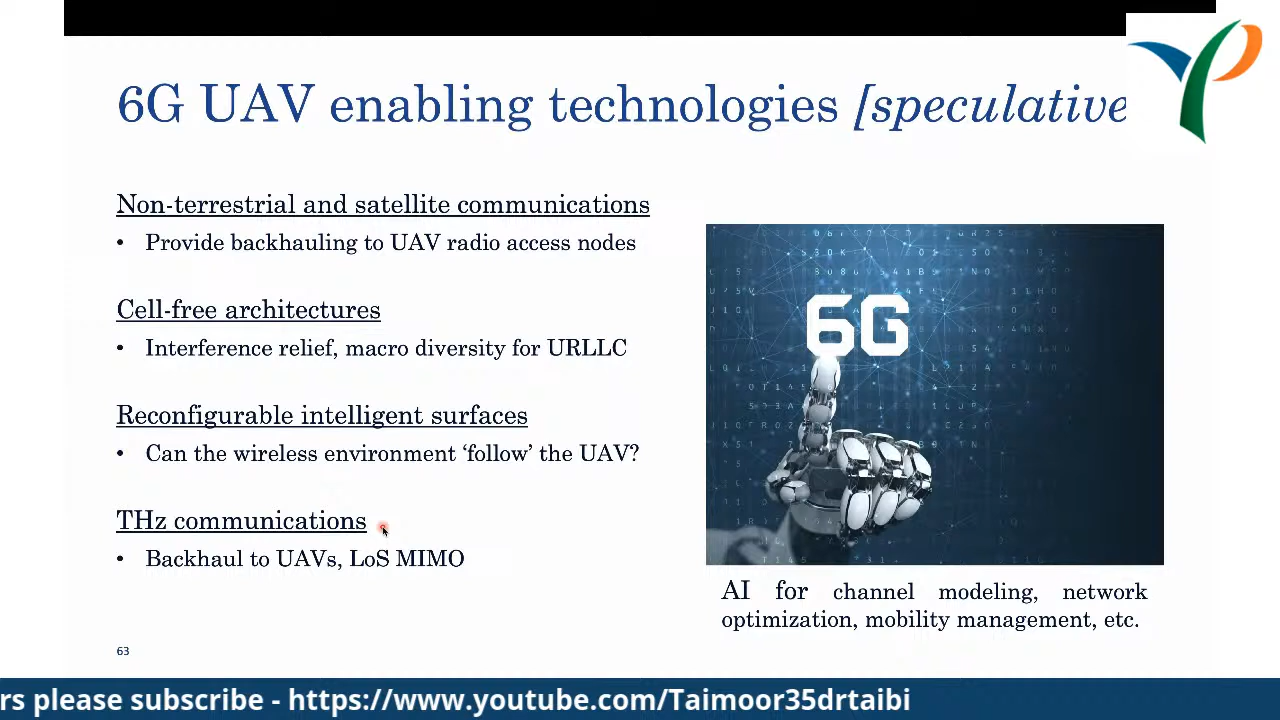 6G UAV enabling technologies [speculative
Non-terrestrial and satellite communications
• Provide backhauling to UAV radio access nodes
Cell-free architectures
• Interference relief, macro diversity for URLLC
Reconfigurable intelligent surfaces
• Can the wireless environment ‘follow’ the UAV?
THz communications
• Backhaul to UAVs, LoS MIMO
6G
AI for channel modeling, network
optimization, mobility management, etc.
63
rs please subscribe - https://www.youtube.com/Taimoor35drtaibi